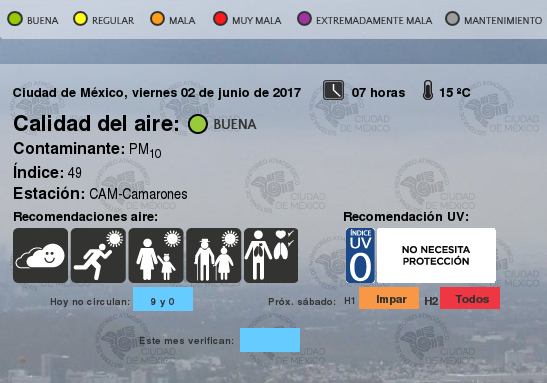 BUENA REGULAR MALA MUY MALA EXTREMADAMENTE MALA MANTENIMIENTO
Ciudad de México, viernes 02 de junio de 2017 07 horas 15 ºC
Calidad del aire: BUENA
Contaminante: PM10
Índice: 49
Estación: CAM-Camarones
Recomendaciones aire: Recomendación UV:
ÍNDICE
UV
0
NO NECESITA
PROTECCIÓN
Hoy no circulan: 9 y 0 Próx. sábado: H1 Impar H2 Todos
Este mes verifican:
CIUDAD
DE MÉXICO